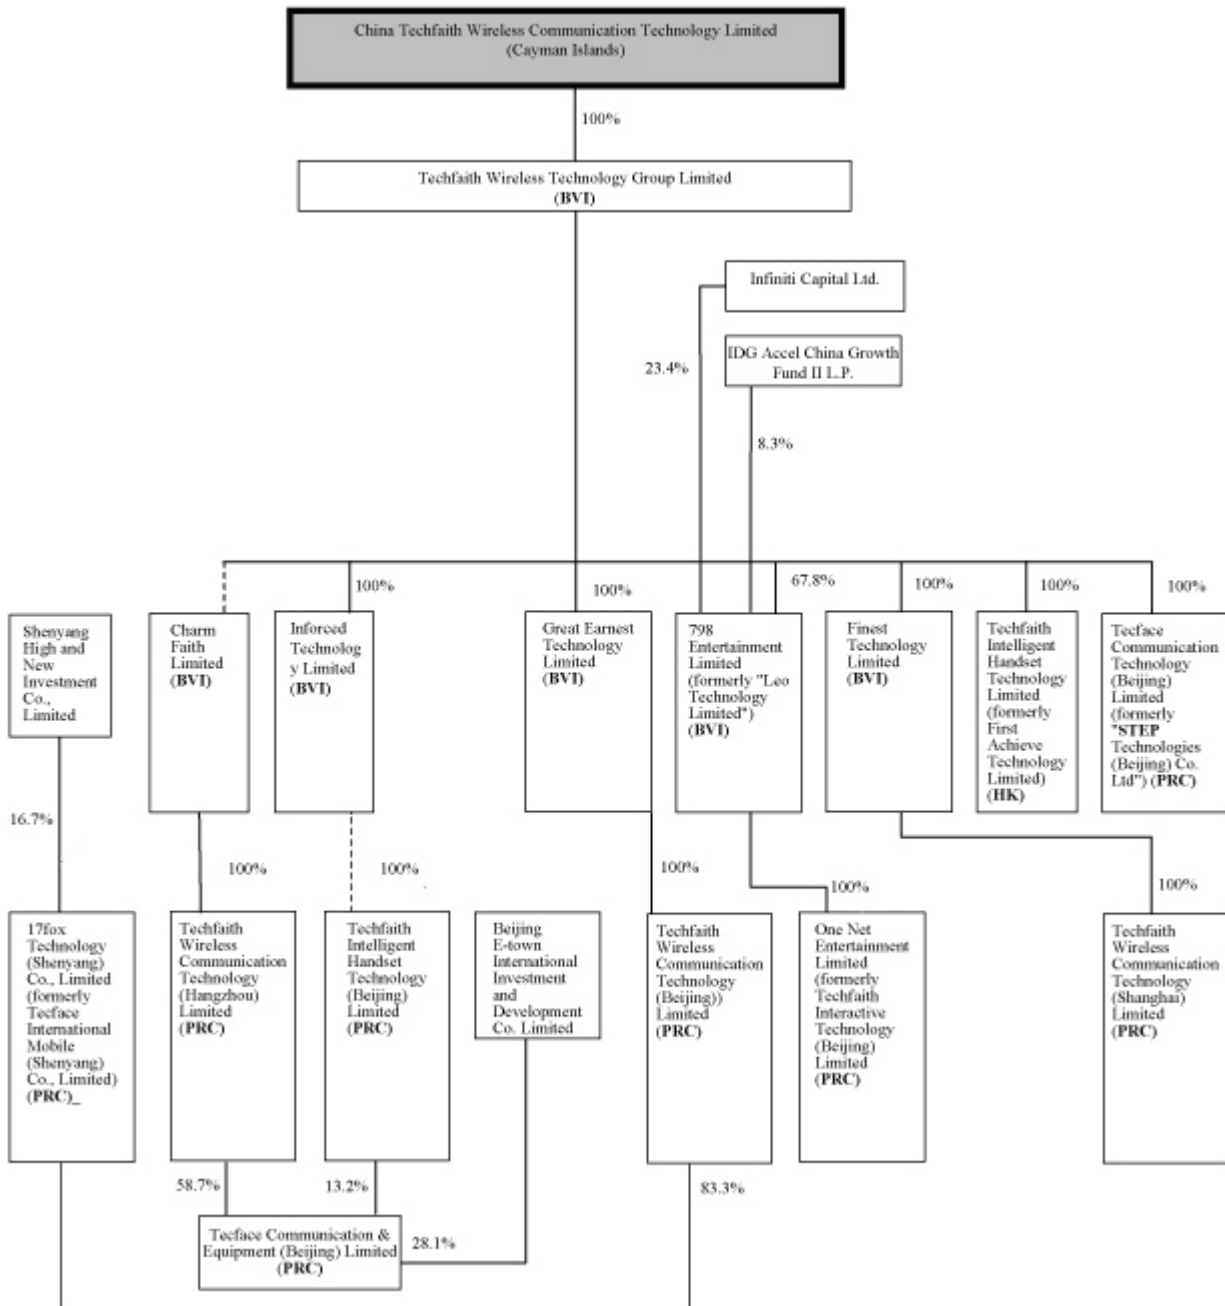 China Techfaith Wireless Communication Technology Limited
(Cayman Islands)
100%
Techfaith Wireless Technology Group Limited
(BVI)
Infiniti Capital Ltd.
IDG Accel China Growth
Fund II L.P.
23.4%
8.3%
100%
100%
67.8%
100%
100%
100%
Shenyang
High and
New
Investment
Co.,
Limited
Charm
Faith
Limited
(BVI)
Inforced
Technolog
y Limited
(BVI)
Great Earnest
Technology
Limited
(BVI)
798
Entertainment
Limited
(formerly "Leo
Technology
Limited")
(BVI)
Finest
Technology
Limited
(BVI)
Techfaith
Intelligent
Handset
Technology
Limited
(formerly
First
Achieve
Technology
Limited)
(HK)
Tecface
Communication
Technology
(Beijing)
Limited
(formerly
"STEP
Technologies
(Beijing) Co.
Ltd") (PRC)
16.7%
100%
100%
100%
100%
100%
17fox
Technology
(Shenyang)
Co., Limited
(formerly
Tecface
International
Mobile
(Shenyang)
Co., Limited)
(PRC)_
Techfaith
Wireless
Communication
Technology
(Hangzhou)
Limited
(PRC)
Techfaith
Intelligent
Handset
Technology
(Beijing)
Limited
(PRC)
Beijing
E-town
International
Investment
and
Development
Co. Limited
Techfaith
Wireless
Communication
Technology
(Beijing))
Limited
(PRC)
One Net
Entertainment
Limited
(formerly
Techfaith
Interactive
Technology
(Beijing)
Limited
(PRC)
Techfaith
Wireless
Communication
Technology
(Shanghai)
Limited
(PRC)
58.7%
13.2%
83.3%
Tecface Communication &
Equipment (Beijing) Limited
(PRC)
28.1%